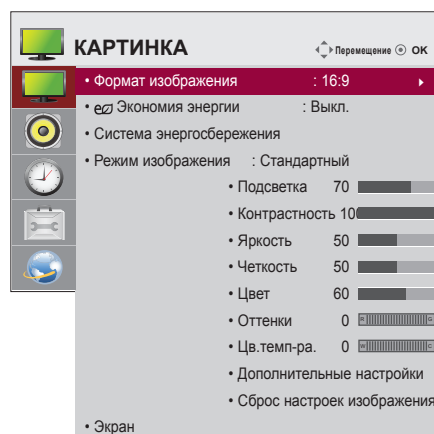 КАРТИНКА Перемещение OK
• Формат изображения : 16:9
• Экономия энергии : Выкл.
• Система энергосбережения
• Режим изображения : Стандартный
• Подсветка 70
• Контрастность 100
• Яркость 50
• Четкость 50
• Цвет 60
• Оттенки 0 R G
• Цв.темп-ра. 0 W C
• Дополнительные настройки
• Сброс настроек изображения
• Экран